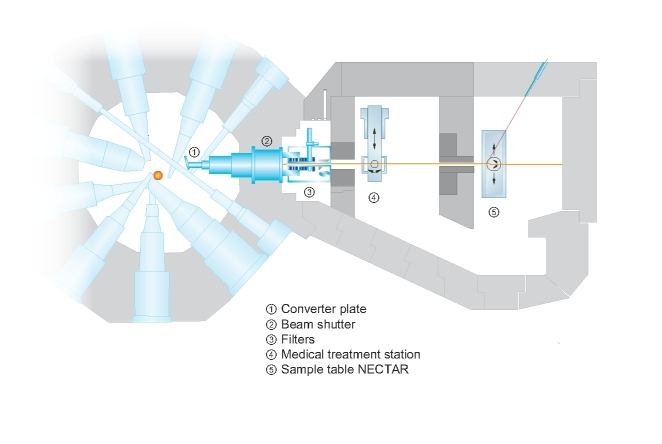 ①
②
③
④
⑤
① Converter plate
② Beam shutter
③ Filters
④ Medical treatment station
⑤ Sample table NECTAR